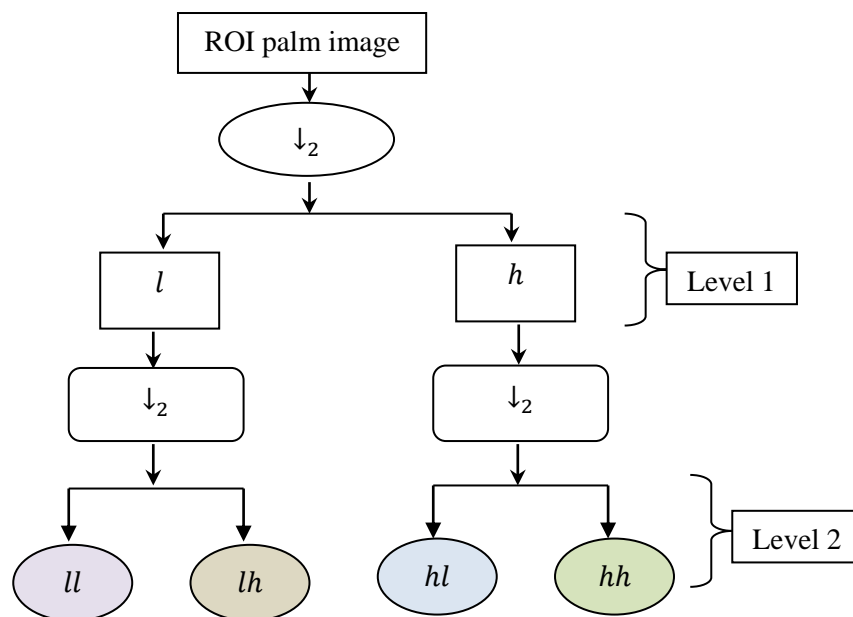 ROI palm image
↓₂
l
h
Level 1
↓₂
↓₂
ll
lh
hl
hh
Level 2